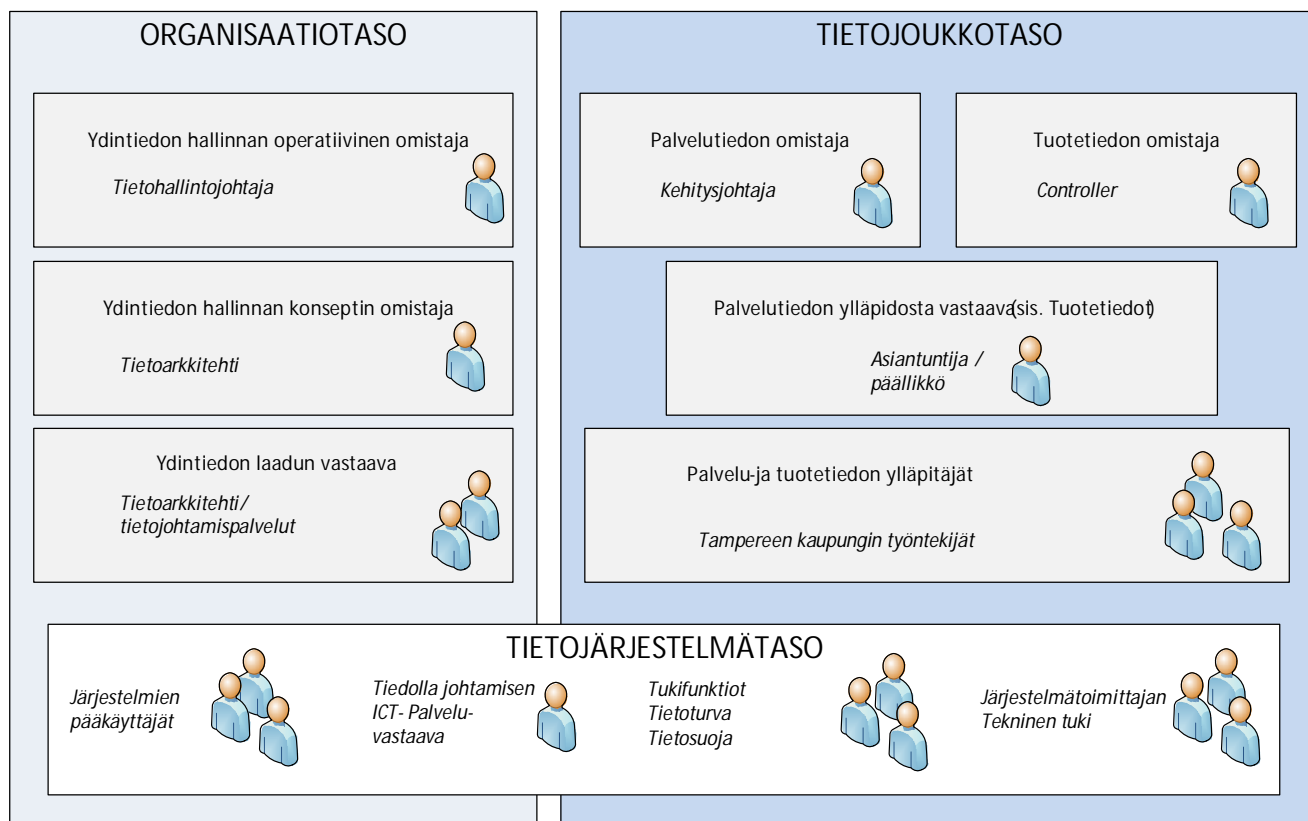 ORGANISAATIOTASO
Ydintiedon hallinnan operatiivinen omistaja
Tietohallintojohtaja
Ydintiedon hallinnan konseptin omistaja
Tietoarkkitehti
Ydintiedon laadun vastaava
Tietoarkkitehti/
tietojohtamispalvelut
TIETOJOUKKOTASO
Palvelutiedon omistaja
Kehitysjohtaja
Tuotetiedon omistaja
Controller
Palvelutiedon ylläpidosta vastaava(sis. Tuotetiedot)
Asiantuntija /
päällikkö
Palvelu-ja tuotetiedon ylläpitäjät
Tampereen kaupungin työntekijät
TIETOJÄRJESTELMÄTASO
Järjestelmien
pääkäyttäjät
Tiedolla johtamisen
ICT- Palvelu-
vastaava
Tukifunktiot
Tietoturva
Tietosuoja
Järjestelmätoimittajan
Tekninen tuki